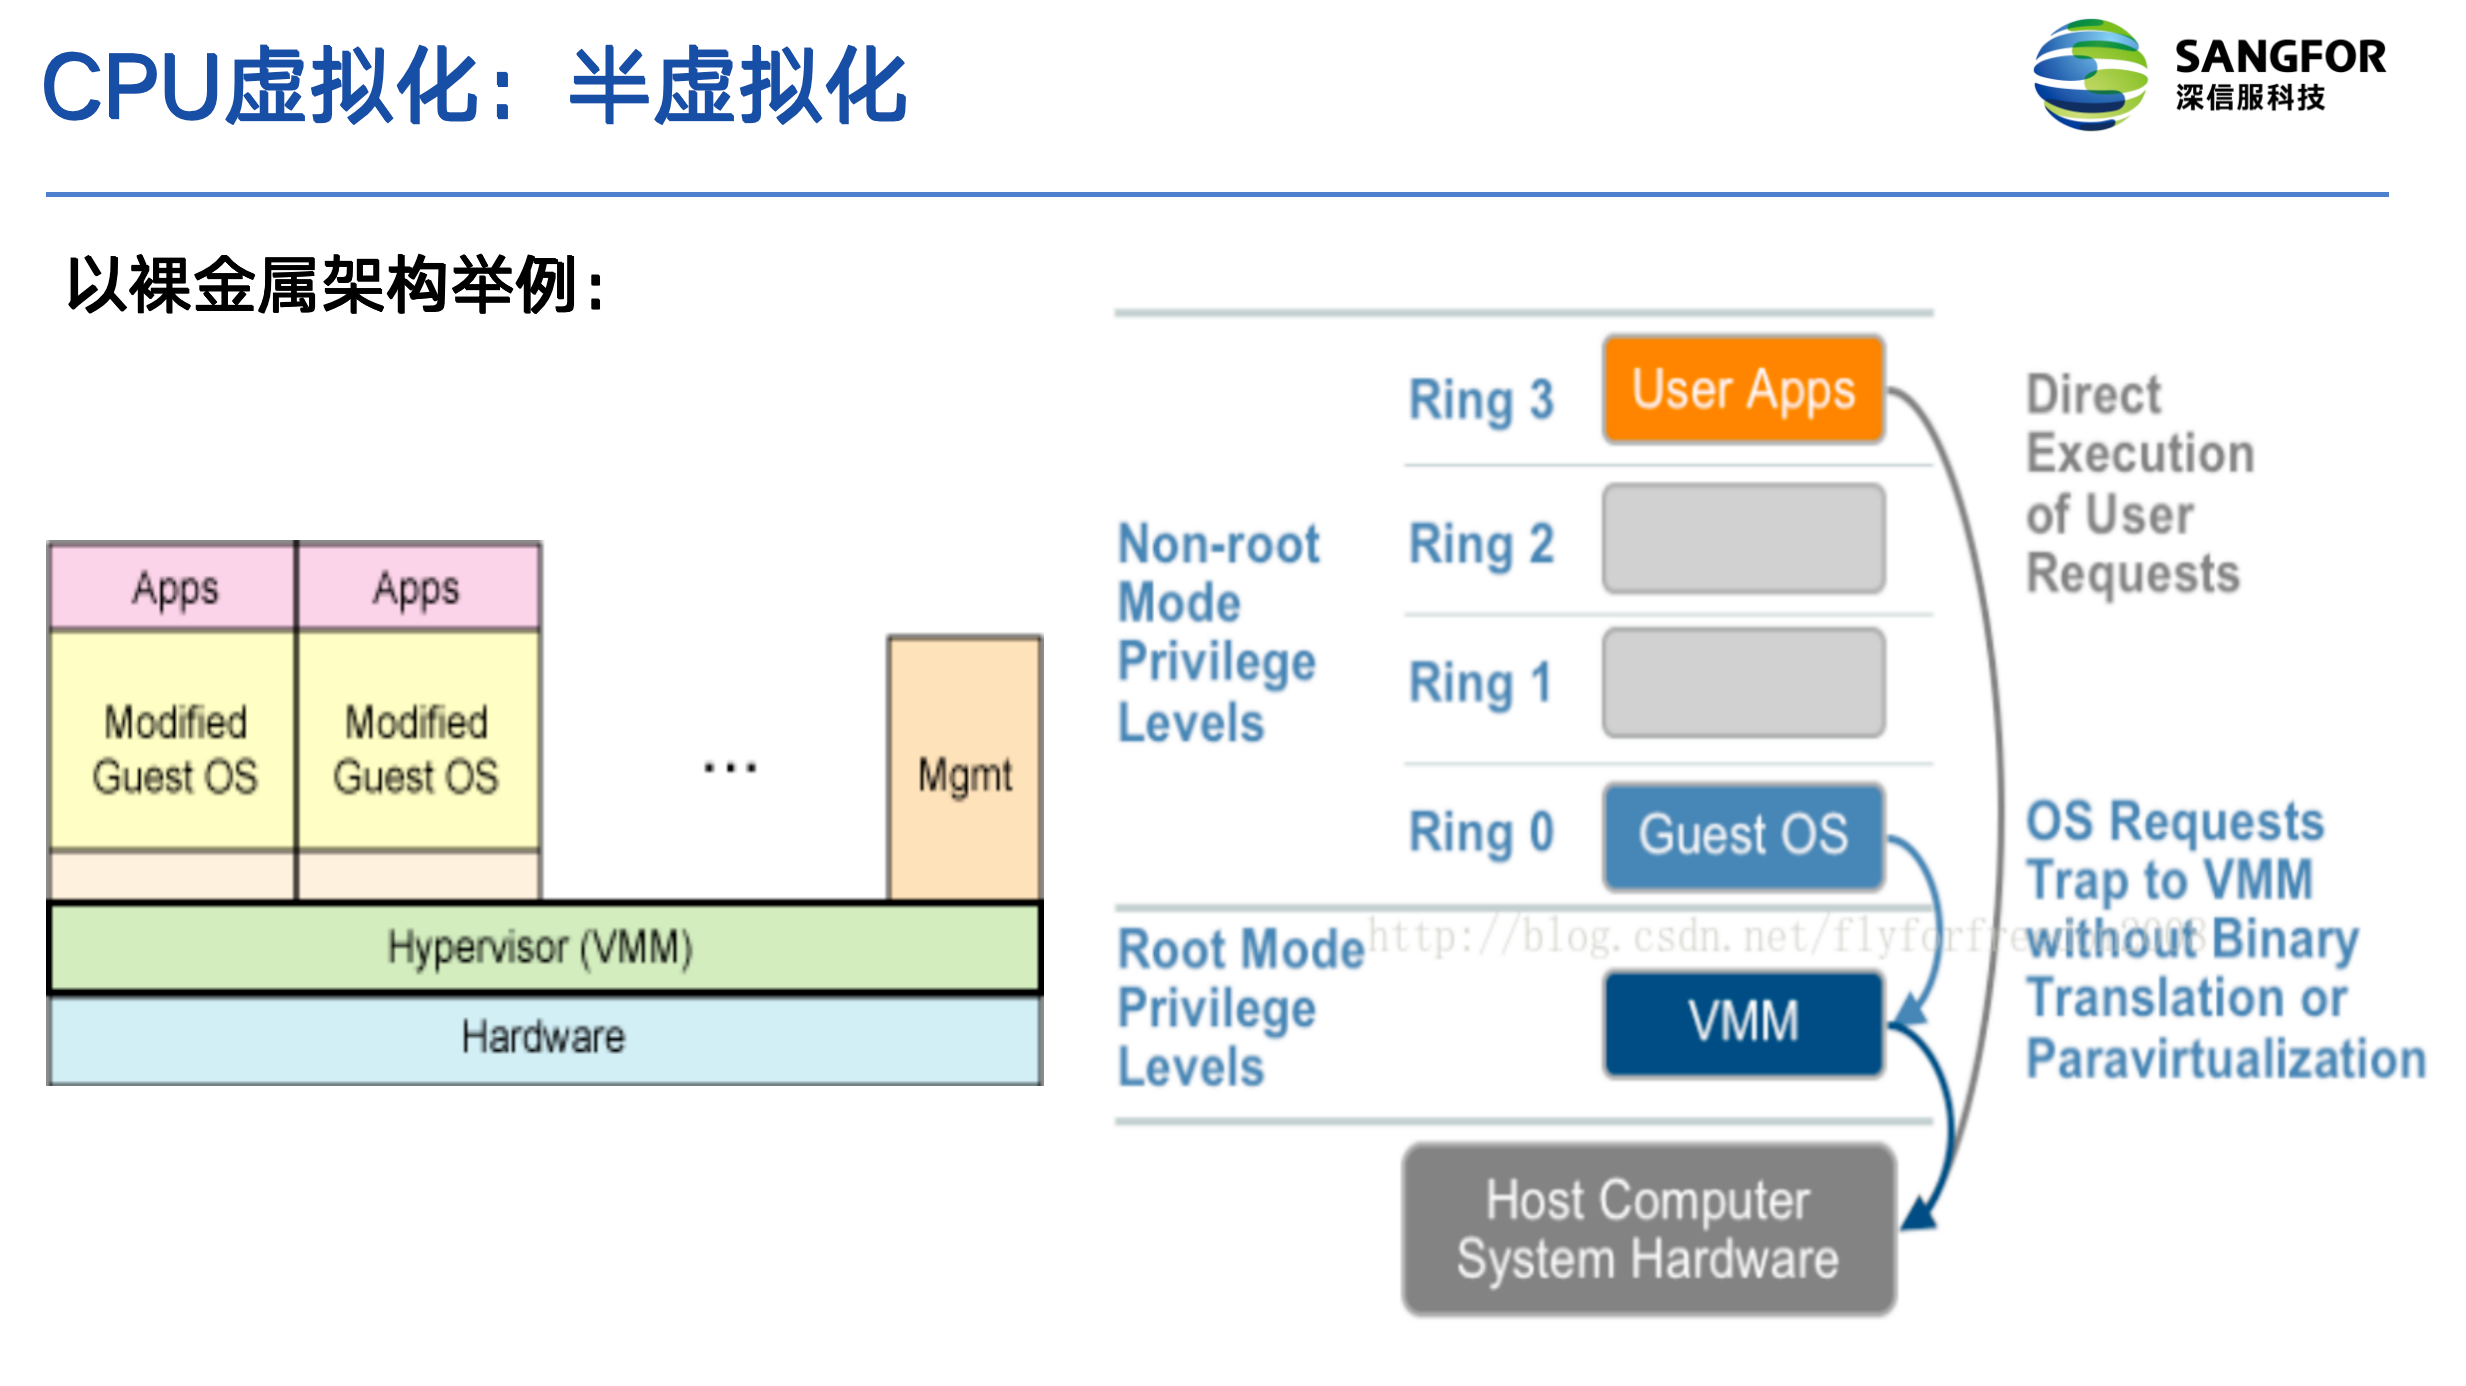 CPU虚拟化：半虚拟化
SANGFOR
深信服科技
以裸金属架构举例：
Apps
Apps
Modified
Guest OS
Modified
Guest OS
...
Mgmt
Hypervisor (VMM)
Hardware
Non-root
Mode
Privilege
Levels
Ring 3
User Apps
Ring 2
Ring 1
Ring 0
Guest OS
Direct
Execution
of User
Requests
Root Mode
Privilege
Levels
VMM
OS Requests
Trap to VMM
without Binary
Translation or
Paravirtualization
http://blog.csdn.net/flyforfreedom2008
Host Computer
System Hardware